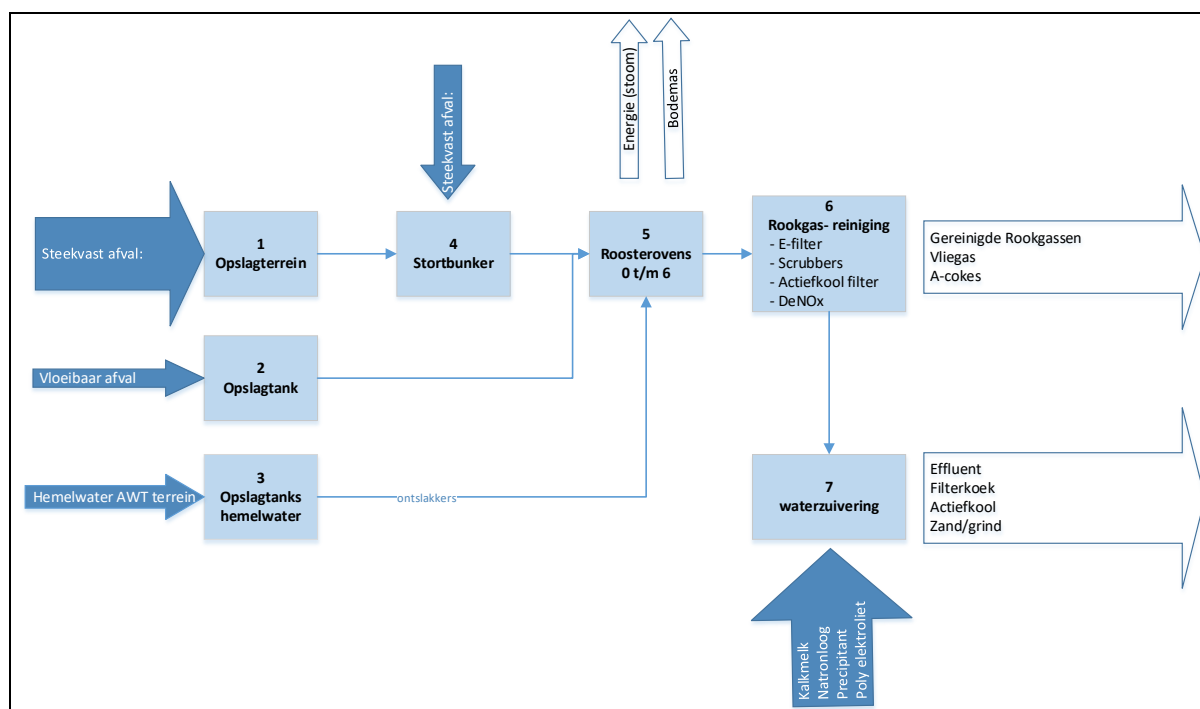 Energie (stoom)
Bodemas
Steekvast afval:
Steekvast afval:
1
Opslagterrein
4
Stortbunker
5
Roosterovens
0 t/m 6
6
Rookgas- reiniging
- E-filter
- Scrubbers
- Actiefkool filter
- DeNOx
Gereinigde Rookgassen
Vliegas
A-cokes
Vloeibaar afval
2
Opslagtank
Hemelwater AWT terrein
3
Opslagtanks
hemelwater
ontslakkers
7
waterzuivering
Effluent
Filterkoek
Actiefkool
Zand/grind
Kalkmelk
Natronloog
Precipitant
Poly elektroliet